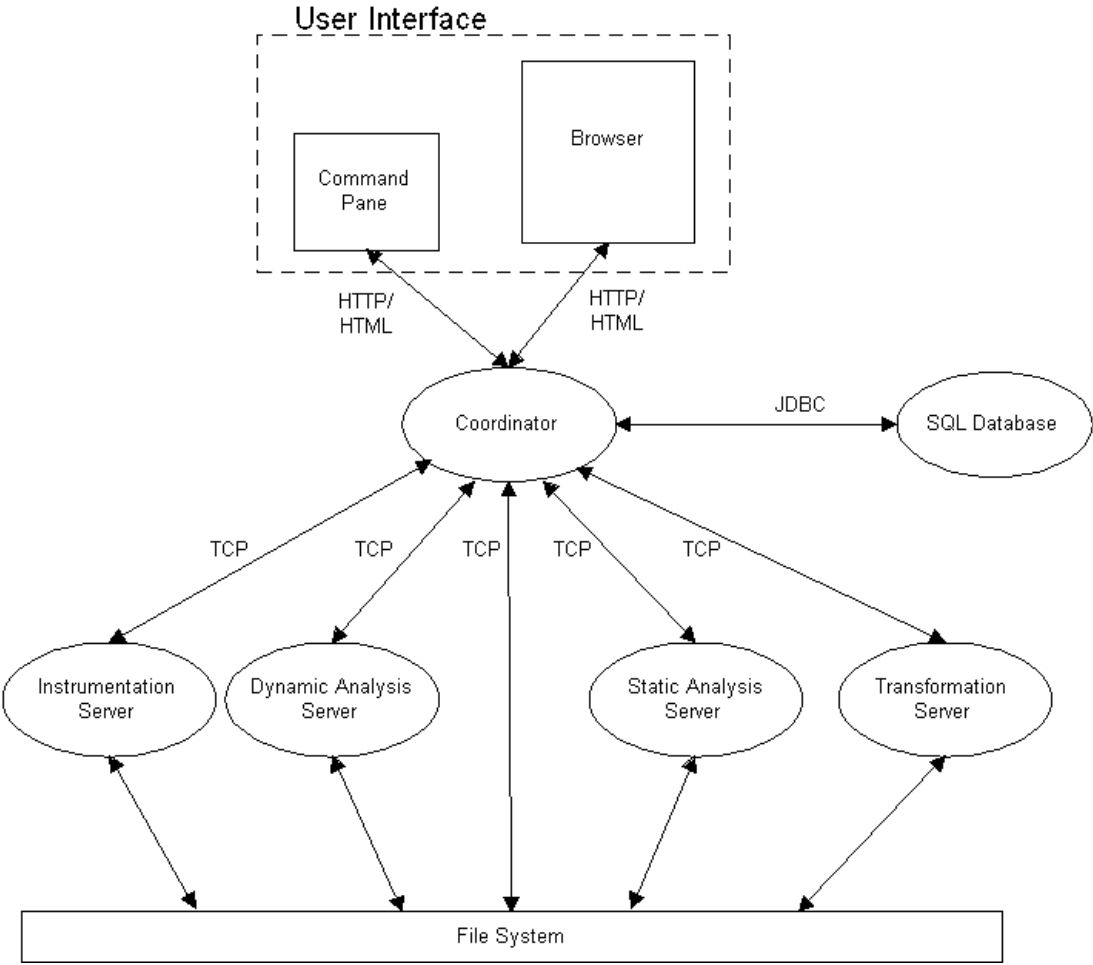 User Interface
Browser
Command
Pane
HTTP/
HTML
HTTP/
HTML
Coordinator
JDBC
SQL Database
TCP
TCP
TCP
TCP
TCP
Instrumentation
Server
Dynamic Analysis
Server
Static Analysis
Server
Transformation
Server
File System